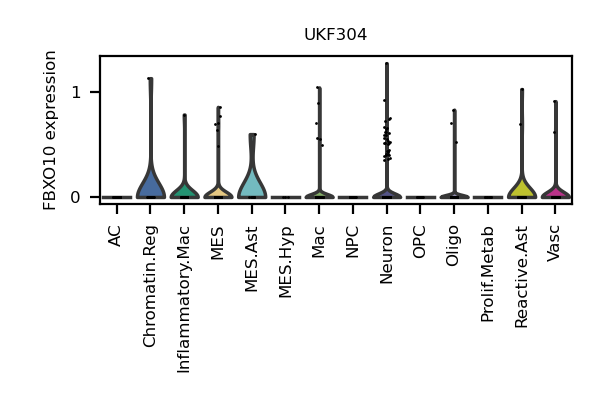 UKF304
FBXO10 expression
1
0
AC
Chromatin.Reg
Inflammatory.Mac
MES
MES.Ast
MES.Hyp
Mac
NPC
Neuron
OPC
Oligo
Prolif.Metab
Reactive.Ast
Vasc